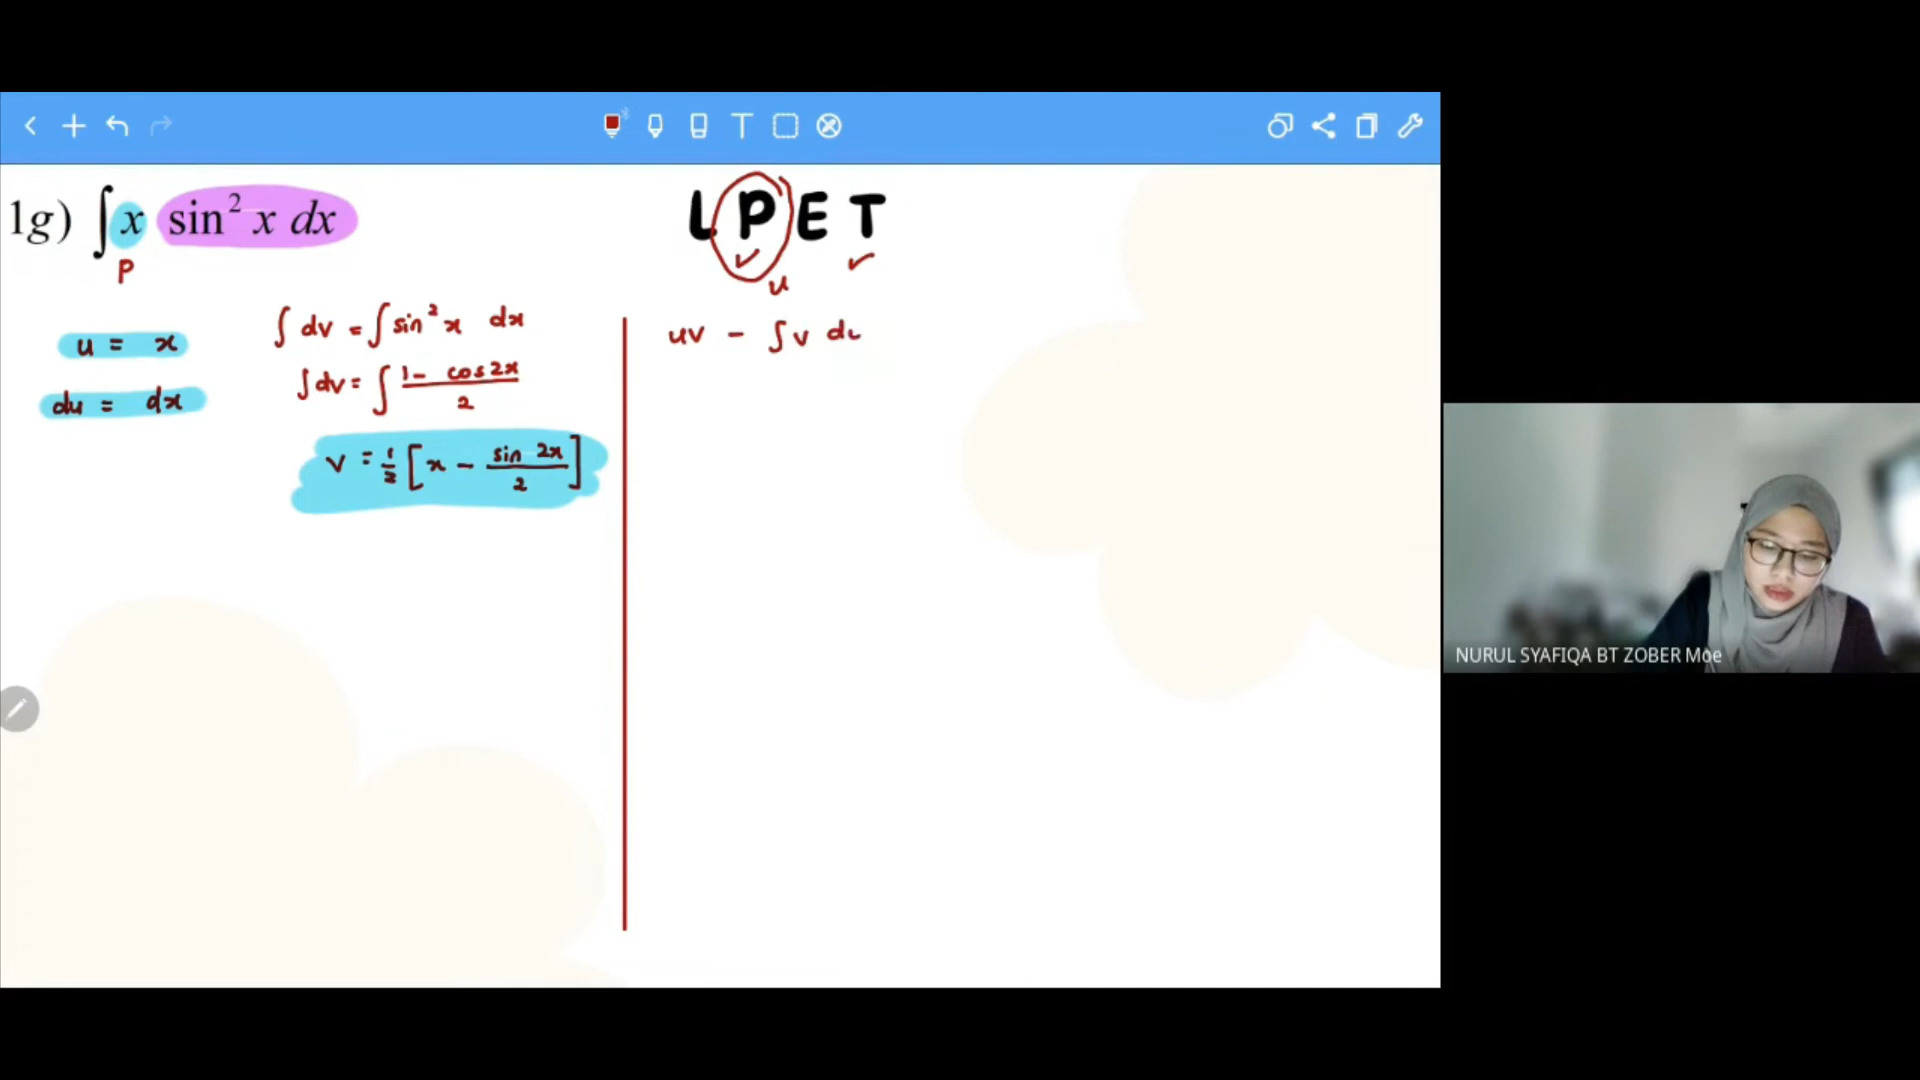 1g) ∫ x sin² x dx
P
L P E T
✓ ✓
u
u = x
du = dx
∫ dv = ∫ sin² x dx
∫ dv = ∫ (1 - cos 2x)/2
v = 1/2 [x - (sin 2x)/2]
uv - ∫ v du
NURUL SYAFIQA BT ZOBER Moe